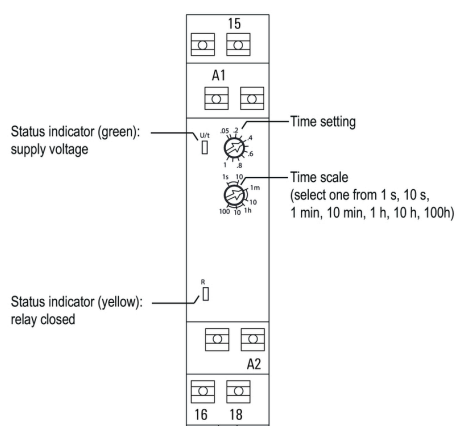 15
A1
Status indicator (green):
supply voltage
U/t
.05 .2 .4 .6 .8 1
Time setting
1s 10 1m 10 1h 10 100
Time scale
(select one from 1 s, 10 s,
1 min, 10 min, 1 h, 10 h, 100h)
R
Status indicator (yellow):
relay closed
A2
16 18